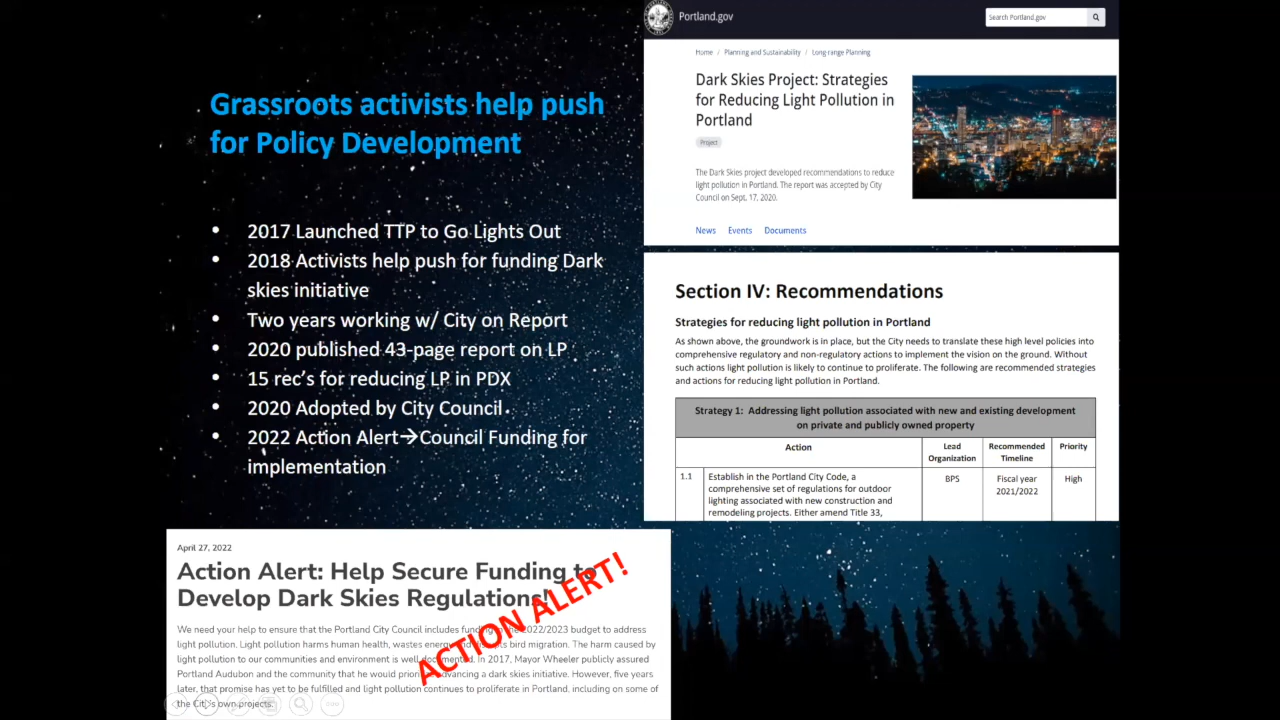 Grassroots activists help push
for Policy Development
• 2017 Launched TTP to Go Lights Out
• 2018 Activists help push for funding Dark
skies initiative
• Two years working w/ City on Report
• 2020 published 43-page report on LP
• 15 rec's for reducing LP in PDX
• 2020 Adopted by City Council
• 2022 Action Alert→Council Funding for
implementation
Portland.gov
Search Portland.gov
Home / Planning and Sustainability / Long-range Planning
Dark Skies Project: Strategies
for Reducing Light Pollution in
Portland
Project
The Dark Skies project developed recommendations to reduce
light pollution in Portland. The report was accepted by City
Council on Sept. 17, 2020.
News Events Documents
Section IV: Recommendations
Strategies for reducing light pollution in Portland
As shown above, the groundwork is in place, but the City needs to translate these high level policies into
comprehensive regulatory and non-regulatory actions to implement the vision on the ground. Without
such actions light pollution is likely to continue to proliferate. The following are recommended strategies
and actions for reducing light pollution in Portland.
Strategy 1: Addressing light pollution associated with new and existing development
on private and publicly owned property
Action Lead Organization Recommended Timeline Priority
1.1 Establish in the Portland City Code, a BPS Fiscal year High
comprehensive set of regulations for outdoor 2021/2022
lighting associated with new construction and
remodeling projects. Either amend Title 33,
April 27, 2022
Action Alert: Help Secure Funding to
Develop Dark Skies Regulations!
ACTION ALERT!
We need your help to ensure that the Portland City Council includes 2022/2023 budget to address
light pollution. Light pollution harms human health, wastes bird migration. The harm caused by
light pollution to our communities and environment is well In 2017, Mayor Wheeler publicly assured
Portland Audubon and the community that he would advancing a dark skies initiative. However, five years
later, that promise has yet to be fulfilled and light pollution continues to proliferate in Portland, including on some of
the City's own projects.